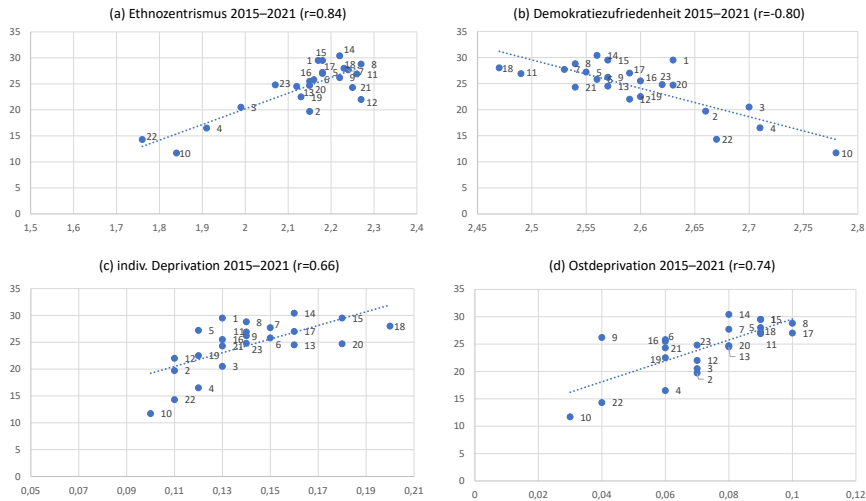 (a) Ethnozentrismus 2015–2021 (r=0.84)
35
30
25
20
15
10
5
0
1,5 1,6 1,7 1,8 1,9 2 2,1 2,2 2,3 2,4
22 10 4 3 23 16 13 19 2 20 6 1 15 17 5 14 18 9 7 8 11 21 12
(b) Demokratiezufriedenheit 2015–2021 (r=-0.80)
35
30
25
20
15
10
5
0
2,45 2,5 2,55 2,6 2,65 2,7 2,75 2,8
18 11 7 8 21 5 14 6 15 9 13 17 12 16 19 23 1 20 2 22 3 4 10
(c) indiv. Deprivation 2015–2021 (r=0.66)
35
30
25
20
15
10
5
0
0,05 0,07 0,09 0,11 0,13 0,15 0,17 0,19 0,21
10 12 2 22 5 19 4 1 16 21 3 8 11 9 23 7 6 14 17 13 15 20 18
(d) Ostdeprivation 2015–2021 (r=0.74)
35
30
25
20
15
10
5
0
0 0,02 0,04 0,06 0,08 0,1 0,12
10 9 22 6 16 21 19 4 23 12 3 2 14 7 20 13 1 15 5 18 11 8 17